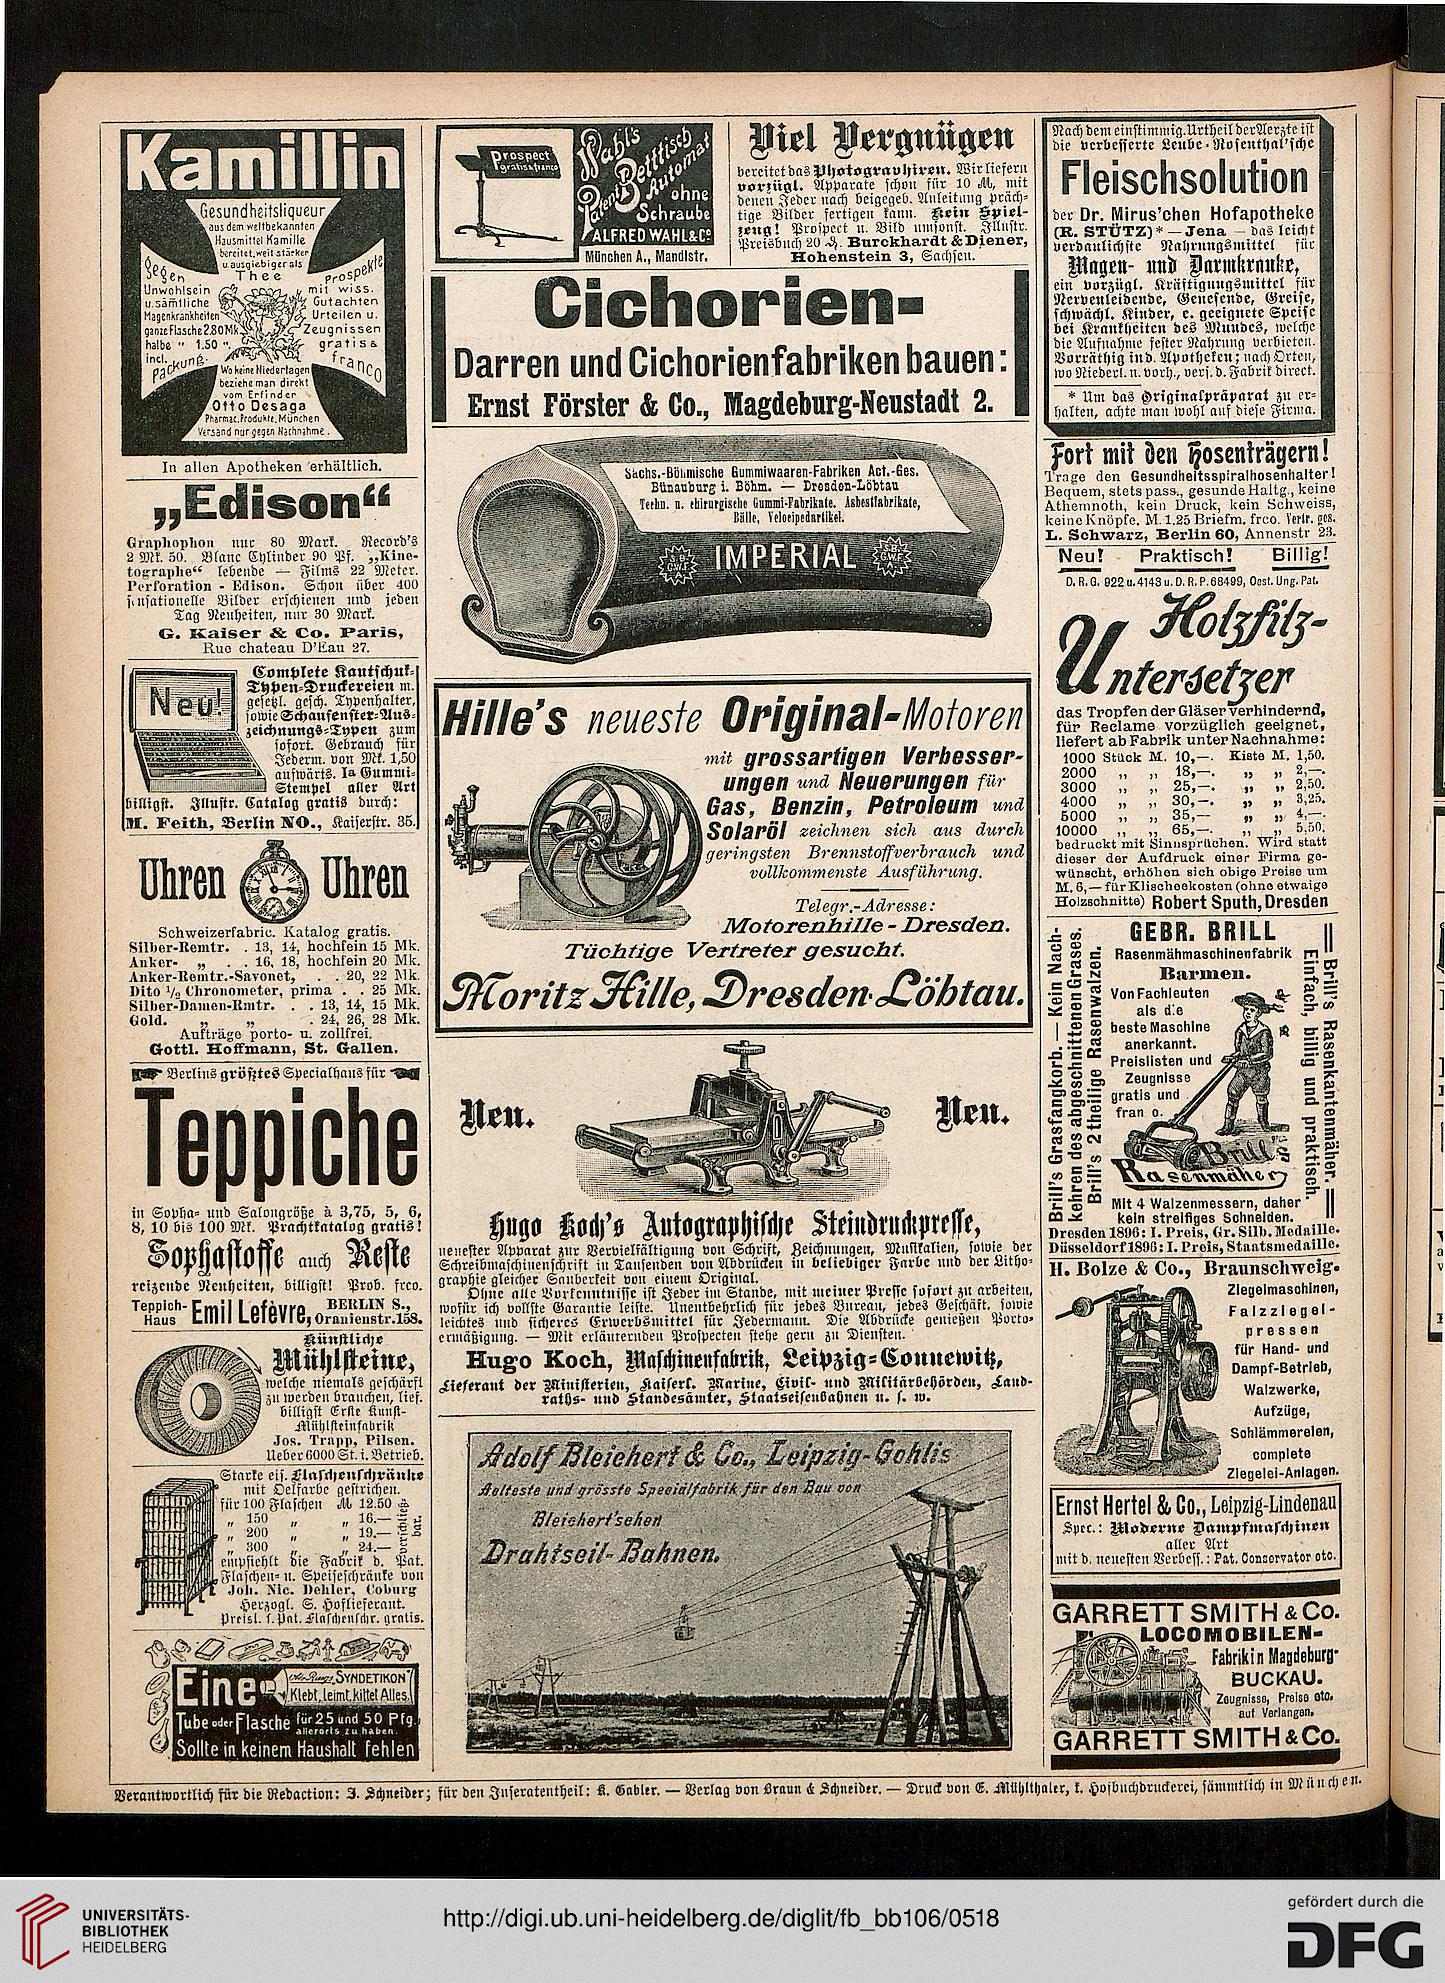 Kamillin
Gesundheitsliqueur
aus dem weltbekannten
Hausmittel Kamille
bereitet, weit stärker
u. ausgiebiger als
Thee
Gegen
Unwohlsein
u. sämtliche
Magenkrankheiten
ganze Flasche 2.80 Mk.
halbe " 1.50 "
incl.
Packung.
Prospekte
mit wiss.
Gutachten
Urteilen u.
Zeugnissen
gratis &
franco
Wo keine Niederlagen
beziehe man direkt
vom Erfinder
Otto Desaga
Pharmac. Produkte, München
Versand nur gegen Nachnahme.
In allen Apotheken erhältlich.
„Edison“
Graphophon nur 80 Mark. Record's
2 Mk. 50. Blanc Cylinder 90 Pf. „Kine-
tographe“ lebende — Films 22 Meter.
Perforation - Edison. Schon über 400
sensationelle Bilder erschienen und jeden
Tag Neuheiten, nur 30 Mark.
G. Kaiser & Co. Paris,
Rue chateau D'Eau 27.
Neu!
Complete Kautschuk-
Typen-Druckereien m.
gesetzl. gesch. Typenhalter,
sowie Schaufenster-Aus-
zeichnungs-Typen zum
sofort. Gebrauch für
Jederm. von Mk. 1,50
aufwärts. Ia Gummi-
Stempel aller Art
billigst. Illustr. Catalog gratis durch:
M. Feith, Berlin NO., Kaiserstr. 35.
Uhren Uhren
Schweizerfabric. Katalog gratis.
Silber-Remtr. . 13, 14, hochfein 15 Mk.
Anker- „ . . 16, 18, hochfein 20 Mk.
Anker-Remtr.-Savonet, . . 20, 22 Mk.
Dito ½ Chronometer, prima . . 25 Mk.
Silber-Damen-Rmtr. . . 13, 14, 15 Mk.
Gold. „ „ . 24, 26, 28 Mk.
Aufträge porto- u. zollfrei.
Gottl. Hoffmann, St. Gallen.
Berlins größtes Specialhaus für
Teppiche
in Sopha- und Salongröße à 3,75, 5, 6,
8, 10 bis 100 Mk. Prachtkatalog gratis!
Sophastoffe auch Reste
reizende Neuheiten, billigst! Prob. frco.
Teppich-Haus Emil Lefèvre, BERLIN S., Oranienstr. 158.
Künstliche
Mühlsteine,
welche niemals geschärft
zu werden brauchen, lief.
billigst Erste Kunst-
Mühlsteinfabrik
Jos. Trapp, Pilsen.
Ueber 6000 St. i. Betrieb.
Starke eis. Flaschenschränke
mit Oelfarbe gestrichen.
für 100 Flaschen M 12.50
„ 150 „ „ 16.—
„ 200 „ „ 19.—
„ 300 „ „ 24.—
verschließbar.
empfiehlt die Fabrik d. Pat.
Flaschen- u. Speiseschränke von
Joh. Nic. Dehler, Coburg
Herzogl. S. Hoflieferant.
Preisl. f. Pat. Flaschenschr. gratis.
Eine
Otto Ring's SYNDETIKON
Klebt, leimt, kittet Alles.
Tube oder Flasche für 25 und 50 Pfg.
allerorts zu haben.
Sollte in keinem Haushalt fehlen
Prospect
gratis & franco
Wahl's
Patent Betttisch
Automat
ohne
Schraube
ALFRED WAHL & Co
München A., Mandlstr.
Viel Vergnügen
bereitet das Photographiren. Wir liefern
vorzügl. Apparate schon für 10 M, mit
denen Jeder nach beigegeb. Anleitung präch-
tige Bilder fertigen kann. Kein Spiel-
zeug! Prospect u. Bild umsonst. Illustr.
Preisbuch 20 ₰. Burckhardt & Diener,
Hohenstein 3, Sachsen.
Cichorien-
Darren und Cichorienfabriken bauen:
Ernst Förster & Co., Magdeburg-Neustadt 2.
Sächs.-Böhmische Gummiwaaren-Fabriken Act.-Ges.
Bünauburg i. Böhm. — Dresden-Löbtau
Techn. u. chirurgische Gummi-Fabrikate. Asbestfabrikate,
Bälle, Velocipedartikel.
IMPERIAL
Hille's neueste Original-Motoren
mit grossartigen Verbesser-
ungen und Neuerungen für
Gas, Benzin, Petroleum und
Solaröl zeichnen sich aus durch
geringsten Brennstoffverbrauch und
vollkommenste Ausführung.
Telegr.-Adresse:
Motorenhille-Dresden.
Tüchtige Vertreter gesucht.
Moritz Hille, Dresden-Löbtau.
Neu. Neu.
Hugo Koch's Autographische Steindruckpresse,
neuester Apparat zur Vervielfältigung von Schrift, Zeichnungen, Musikalien, sowie der
Schreibmaschinenschrift in Tausenden von Abdrücken in beliebiger Farbe und der Litho-
graphie gleicher Sauberkeit von einem Original.
Ohne alle Vorkenntnisse ist Jeder im Stande, mit meiner Presse sofort zu arbeiten,
wofür ich vollste Garantie leiste. Unentbehrlich für jedes Bureau, jedes Geschäft, sowie
leichtes und sicheres Erwerbsmittel für Jedermann. Die Abdrücke genießen Porto-
ermäßigung. — Mit erläuternden Prospecten stehe gern zu Diensten.
Hugo Koch, Maschinenfabrik, Leipzig-Connewitz,
Lieferant der Ministerien, Kaiserl. Marine, Civil- und Militärbehörden, Land-
raths- und Standesämter, Staatseisenbahnen u. s. w.
Adolf Bleichert & Co., Leipzig-Gohlis
Aelteste und grösste Specialfabrik für den Bau von
Bleichert'schen
Drahtseil-Bahnen.
Nach dem einstimmig. Urtheil der Aerzte ist
die verbesserte Leube-Rosenthal'sche
Fleischsolution
der Dr. Mirus'chen Hofapotheke
(R. STÜTZ)* — Jena — das leicht
verdaulichste Nahrungsmittel für
Magen- und Darmkranke,
ein vorzügl. Kräftigungsmittel für
Nervenleidende, Genesende, Greise,
schwächl. Kinder, e. geeignete Speise
bei Krankheiten des Mundes, welche
die Aufnahme fester Nahrung verbieten.
Vorräthig in d. Apotheken; nach Orten,
wo Niederl. n. vorh., vers. d. Fabrik direct.
* Um das Originalpräparat zu er-
halten, achte man wohl auf diese Firma.
Fort mit den Hosenträgern!
Trage den Gesundheitsspiralhosenhalter!
Bequem, stets pass., gesunde Haltg., keine
Athemnoth, kein Druck, kein Schweiss,
keine Knöpfe. M. 1.25 Briefm. frco. Vertr. ges.
L. Schwarz, Berlin 60, Annenstr 23.
Neu! Praktisch! Billig!
D. R. G. 922 u. 4143 u. D. R. P. 68499, Oest. Ung. Pat.
Holzfilz-
Untersetzer
das Tropfen der Gläser verhindernd,
für Reclame vorzüglich geeignet,
liefert ab Fabrik unter Nachnahme:
1000 Stück M. 10,—. Kiste M. 1,50.
2000 „ „ 18,—. „ „ 2,—.
3000 „ „ 25,—. „ „ 2,50.
4000 „ „ 30,—. „ „ 3,25.
5000 „ „ 35,— „ „ 4,—.
10000 „ „ 65,—. „ „ 5,50.
bedruckt mit Sinnsprüchen. Wird statt
dieser der Aufdruck einer Firma ge-
wünscht, erhöhen sich obige Preise um
M. 6,— für Klischeekosten (ohne etwaige
Holzschnitte) Robert Sputh, Dresden
GEBR. BRILL
Rasenmähmaschinenfabrik
Barmen.
Von Fachleuten
als die
beste Maschine
anerkannt.
Preislisten und
Zeugnisse
gratis und
franco.
Brill's Grasfangkorb. — Kein Nach-
kehren des abgeschnittenen Grases.
Brill's 2theilige Rasenwalzen.
Brill's Rasenkantenmäher.
Einfach, billig und praktisch.
Brill's
Rasenmäher
Mit 4 Walzenmessern, daher
kein streifiges Schneiden.
Dresden 1896: I. Preis, Gr. Silb. Medaille.
Düsseldorf 1896: I. Preis, Staatsmedaille.
H. Bolze & Co., Braunschweig.
Ziegelmaschinen,
Falzziegel-
pressen
für Hand- und
Dampf-Betrieb,
Walzwerke,
Aufzüge,
Schlämmereien,
complete
Ziegelei-Anlagen.
Ernst Hertel & Co., Leipzig-Lindenau
Spec.: Moderne Dampfmaschinen
aller Art
mit d. neuesten Verbess.: Pat. Conservator etc.
GARRETT SMITH & Co.
LOCOMOBILEN-
Fabrik in Magdeburg-
BUCKAU.
Zeugnisse, Preise etc.
auf Verlangen.
GARRETT SMITH & Co.
Verantwortlich für die Redaction: J. Schneider; für den Inseratentheil: K. Gabler. — Verlag von Braun & Schneider. — Druck von E. Mühlthaler, k. Hofbuchdruckerei, sämmtlich in München.
UNIVERSITÄTS-
BIBLIOTHEK
HEIDELBERG
http://digi.ub.uni-heidelberg.de/diglit/fb_bb106/0518
gefördert durch die
DFG